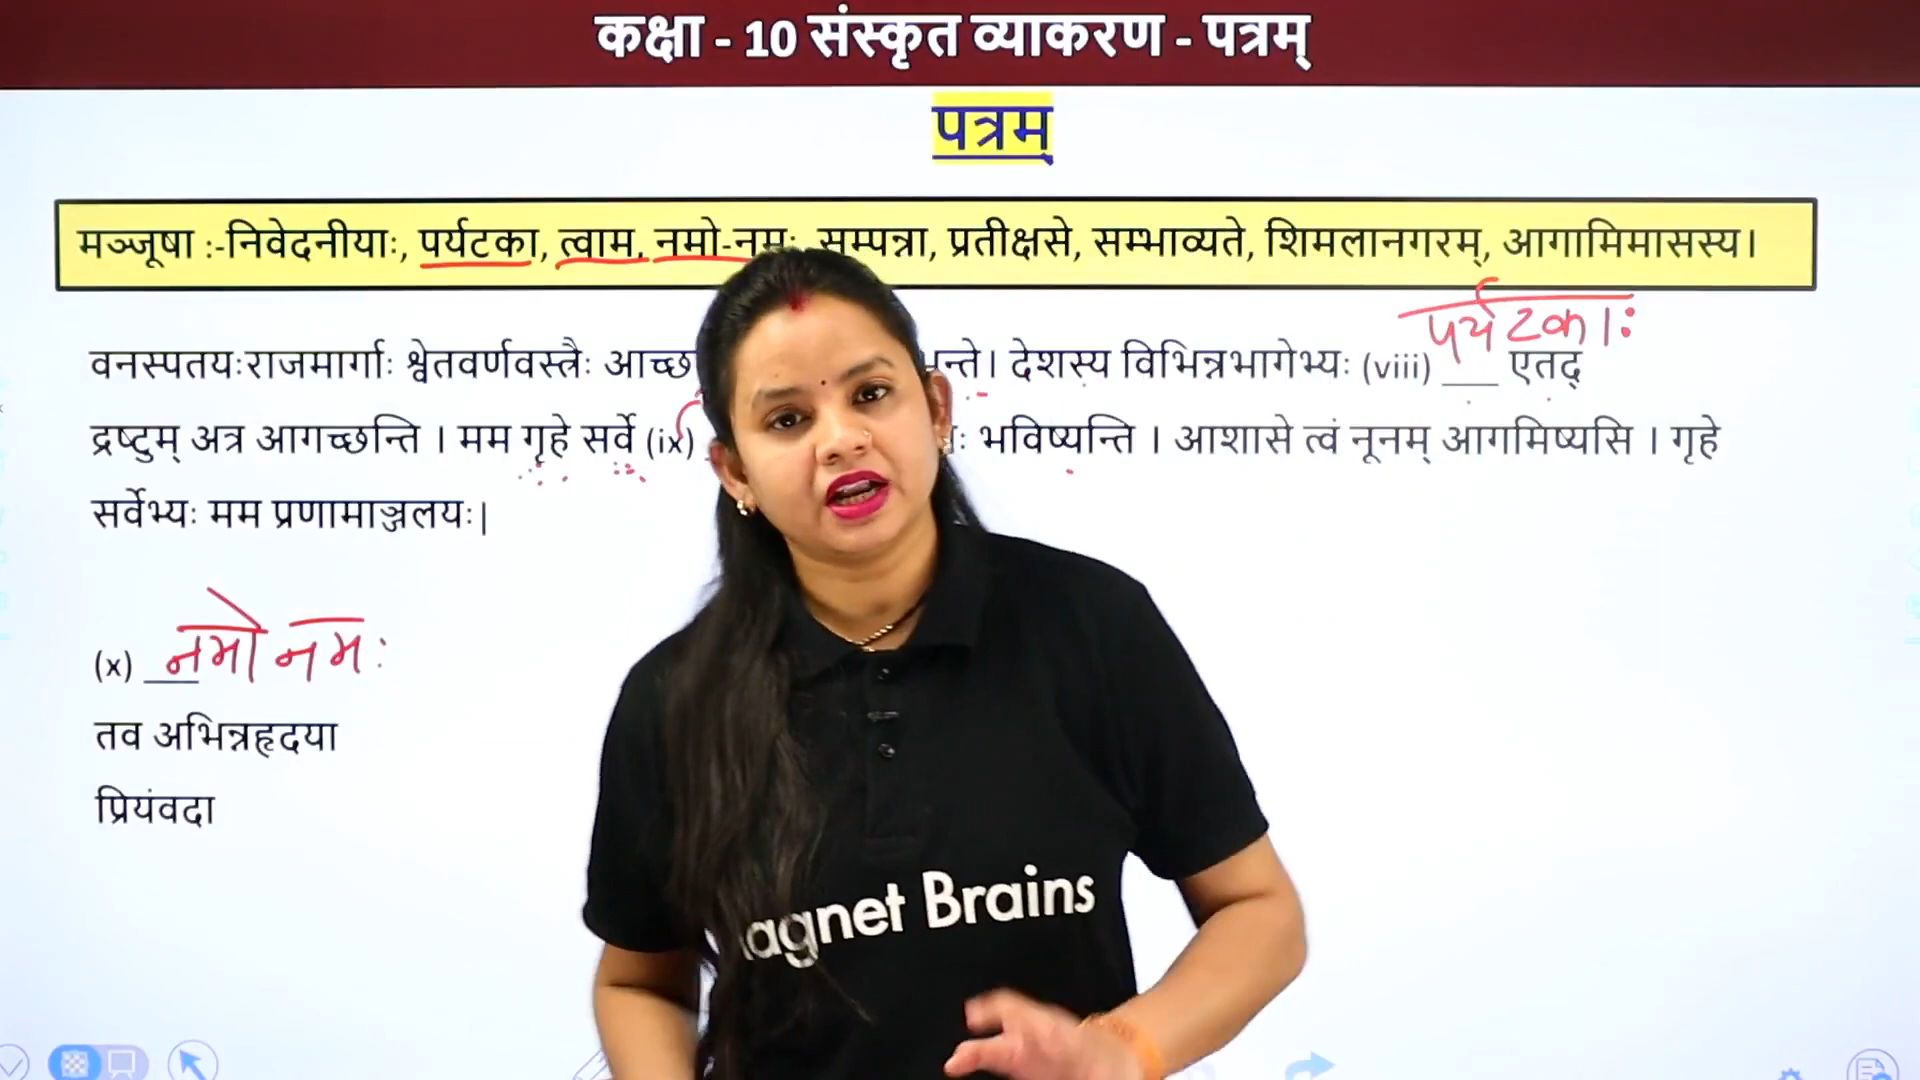 कक्षा - 10 संस्कृत व्याकरण - पत्रम्
पत्रम्
मञ्जूषा :-निवेदनीयाः, पर्यटका, त्वाम, नमो-नमः, सम्पन्ना, प्रतीक्षसे, सम्भाव्यते, शिमलानगरम्, आगामिमासस्य।
पर्यटकाः
वनस्पतयःराजमार्गाः श्वेतवर्णवस्त्रैः देशस्य विभिन्नभागेभ्यः (viii) ___ एतद्
द्रष्टुम् अत्र आगच्छन्ति । मम गृहे सर्वे (ix) भविष्यन्ति । आशासे त्वं नूनम् आगमिष्यसि । गृहे
सर्वेभ्यः मम प्रणामाञ्जलयः|
(x) ___ नमो नमः
तव अभिन्नहृदया
प्रियंवदा
agnet Brains